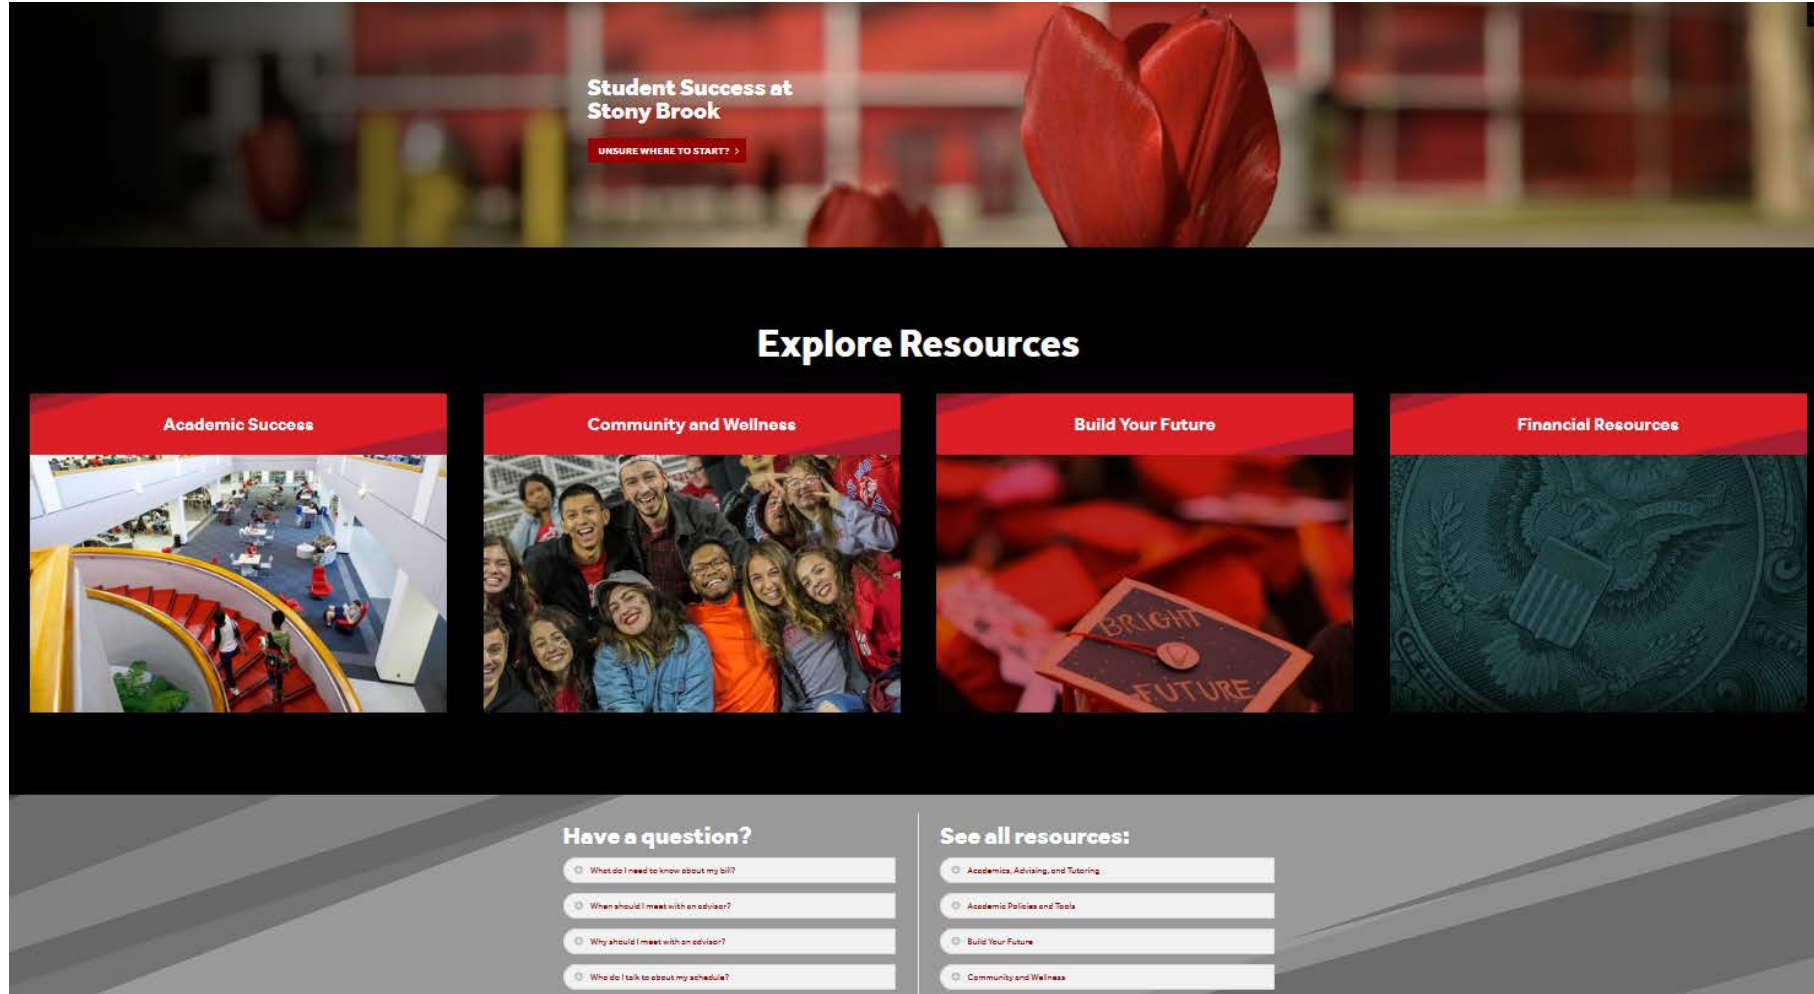 Student Success at
Stony Brook
UNSURE WHERE TO START? >
Explore Resources
Academic Success
Community and Wellness
Build Your Future
Financial Resources
BRIGHT
FUTURE
Have a question?
What do I need to know about my bill?
When should I meet with an advisor?
Why should I meet with an advisor?
Who do I talk to about my schedule?
See all resources:
Academics, Advising, and Tutoring
Academic Policies and Tools
Build Your Future
Community and Wellness